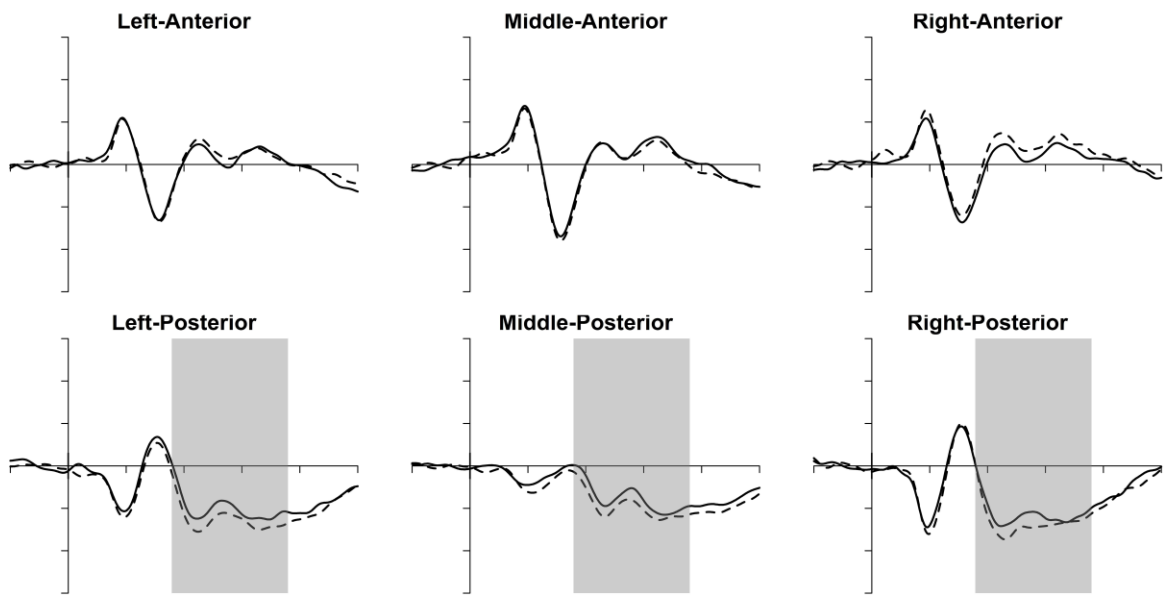 Left-Anterior
Middle-Anterior
Right-Anterior
Left-Posterior
Middle-Posterior
Right-Posterior